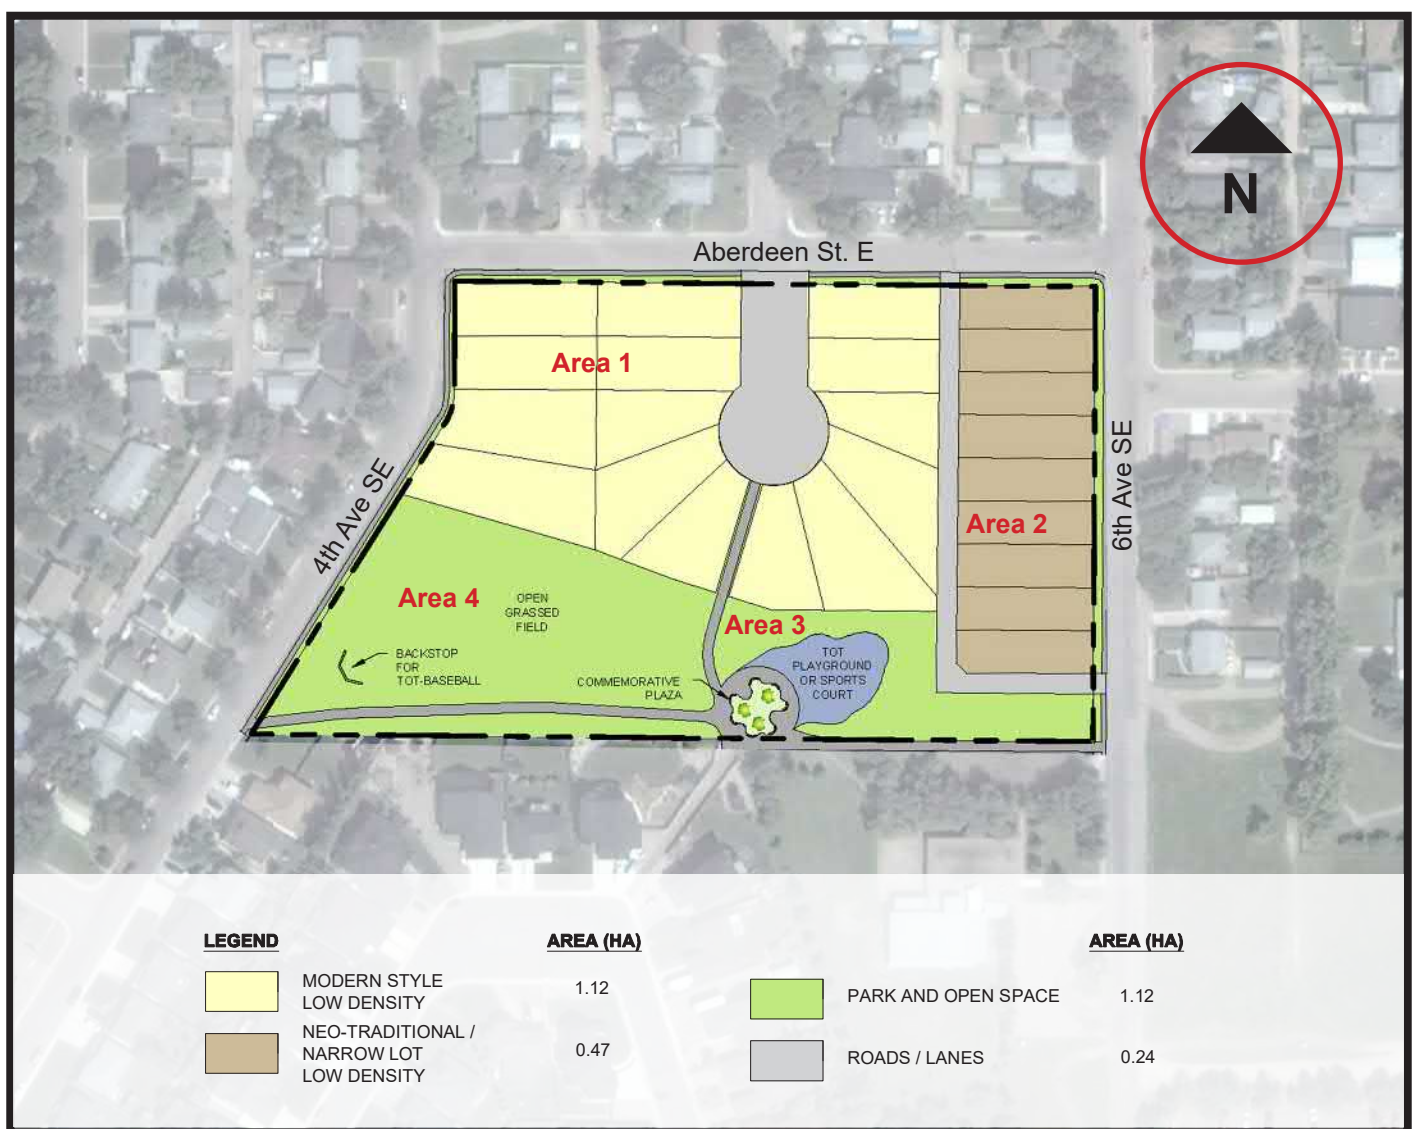 N
Aberdeen St. E
Area 1
4th Ave SE
6th Ave SE
Area 2
Area 4
OPEN
GRASSED
FIELD
Area 3
BACKSTOP
FOR
TOT-BASEBALL
COMMEMORATIVE
PLAZA
TOT
PLAYGROUND
OR SPORTS
COURT
LEGEND
AREA (HA)
MODERN STYLE
LOW DENSITY
1.12
NEO-TRADITIONAL /
NARROW LOT
LOW DENSITY
0.47
AREA (HA)
PARK AND OPEN SPACE
1.12
ROADS / LANES
0.24